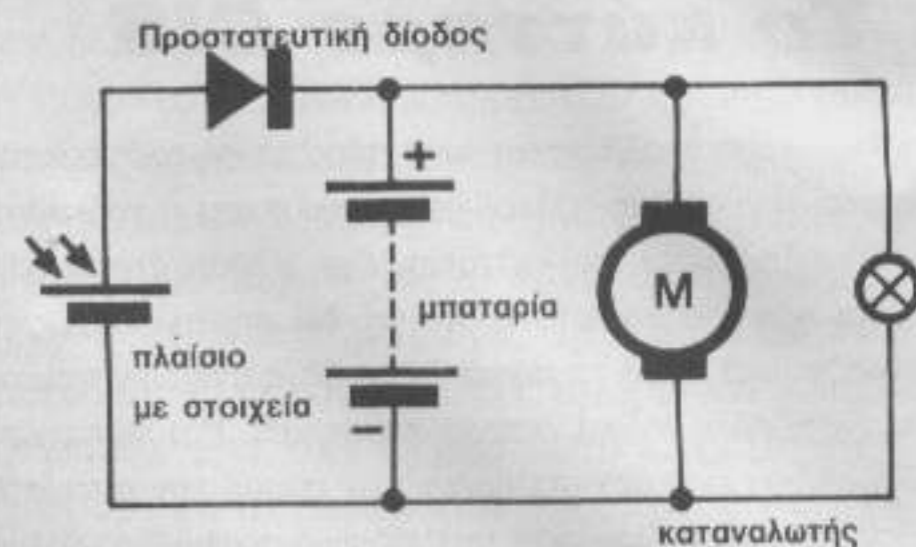 Προστατευτική δίοδος
+
μπαταρία
M
πλαίσιο
με στοιχεία
−
καταναλωτής